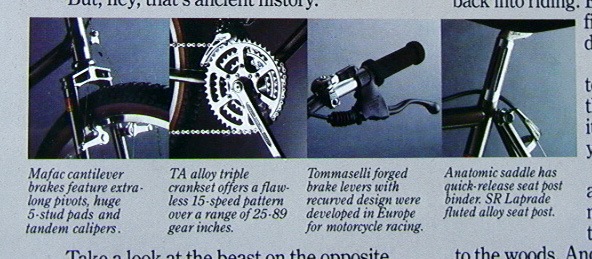 But, hey, that's ancient history.
back into riding.
Mafac cantilever
brakes feature extra-
long pivots, huge
5-stud pads and
tandem calipers.
TA alloy triple
crankset offers a flaw-
less 15-speed pattern
over a range of 25-89
gear inches.
Tommaselli forged
brake levers with
recurved design were
developed in Europe
for motorcycle racing.
Anatomic saddle has
quick-release seat post
binder. SR Laprade
fluted alloy seat post.
Take a look at the beast on the opposite
to the woods. And